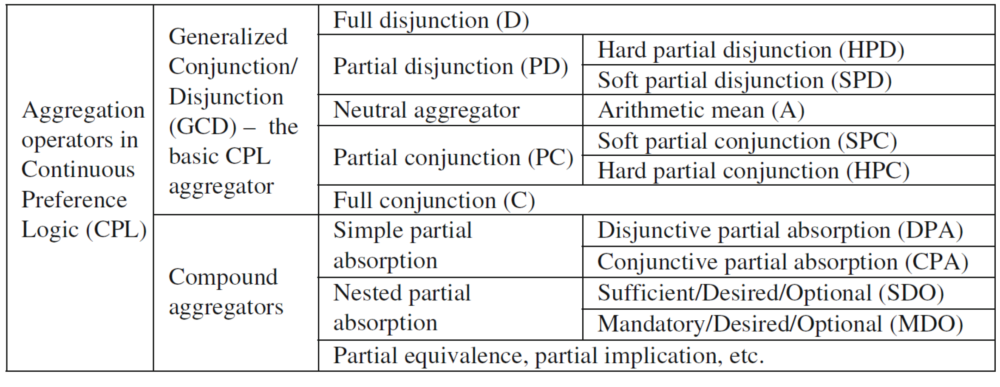 Aggregation
operators in
Continuous
Preference
Logic (CPL)
Generalized
Conjunction/
Disjunction
(GCD) – the
basic CPL
aggregator
Full disjunction (D)
Partial disjunction (PD)
Hard partial disjunction (HPD)
Soft partial disjunction (SPD)
Neutral aggregator
Arithmetic mean (A)
Partial conjunction (PC)
Soft partial conjunction (SPC)
Hard partial conjunction (HPC)
Full conjunction (C)
Compound
aggregators
Simple partial
absorption
Disjunctive partial absorption (DPA)
Conjunctive partial absorption (CPA)
Nested partial
absorption
Sufficient/Desired/Optional (SDO)
Mandatory/Desired/Optional (MDO)
Partial equivalence, partial implication, etc.